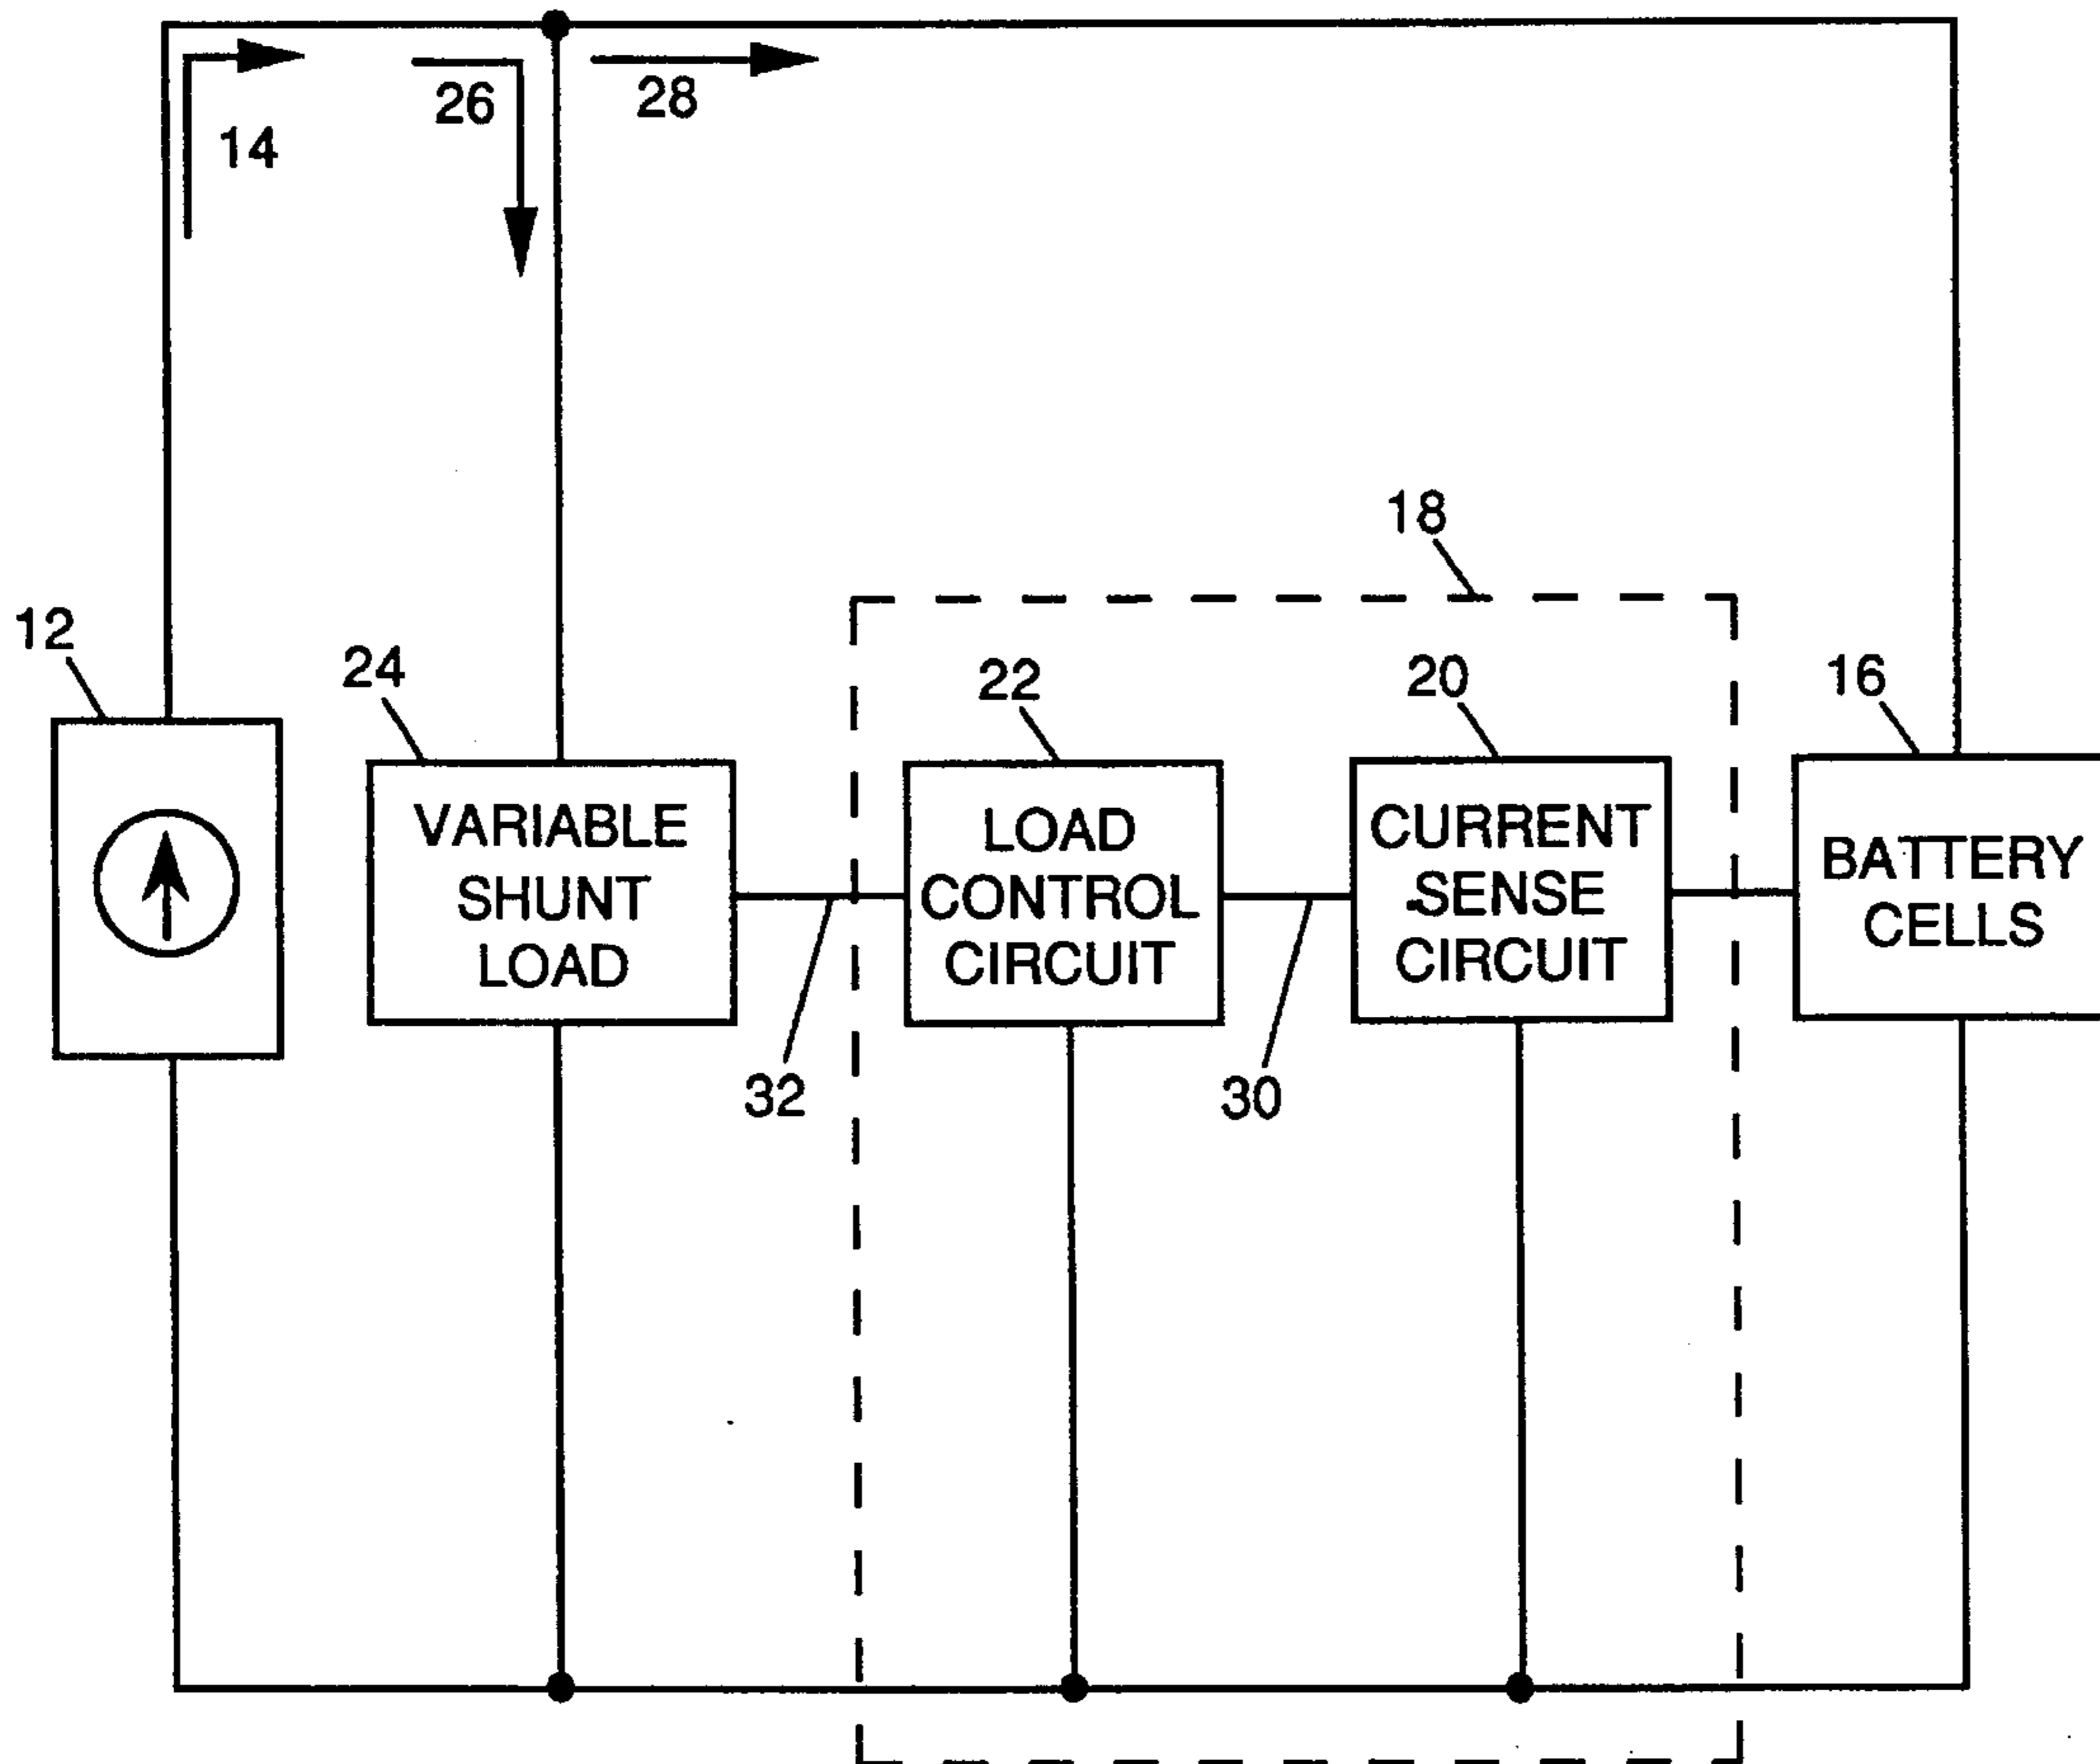 26
28
14
18
12
24
22
20
16
VARIABLE
SHUNT
LOAD
LOAD
CONTROL
CIRCUIT
CURRENT
SENSE
CIRCUIT
BATTERY
CELLS
32
30